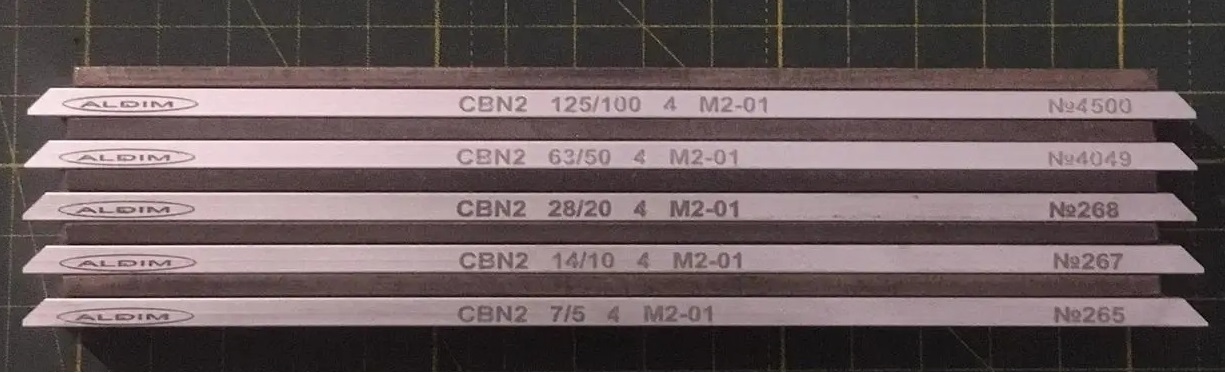 ALDIM CBN2 125/100 4 M2-01 №4500
ALDIM CBN2 63/50 4 M2-01 №4049
ALDIM CBN2 28/20 4 M2-01 №268
ALDIM CBN2 14/10 4 M2-01 №267
ALDIM CBN2 7/5 4 M2-01 №265